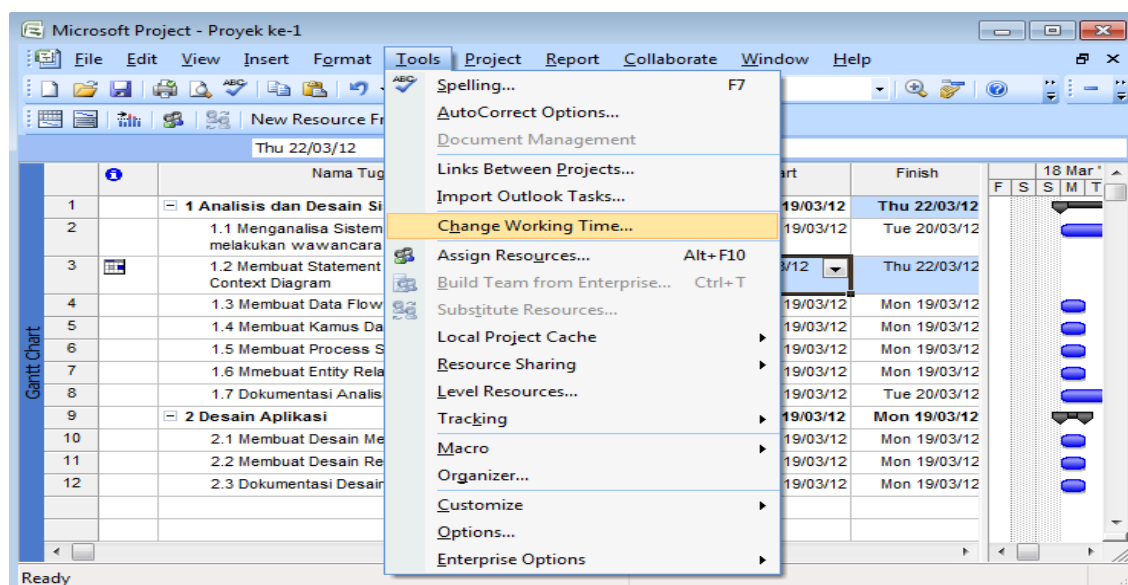 Microsoft Project - Proyek ke-1
File Edit View Insert Format Tools Project Report Collaborate Window Help
New Resource Fr
Thu 22/03/12
Spelling... F7
AutoCorrect Options...
Document Management
Links Between Projects...
Import Outlook Tasks...
Change Working Time...
Assign Resources... Alt+F10
Build Team from Enterprise... Ctrl+T
Substitute Resources...
Local Project Cache
Resource Sharing
Level Resources...
Tracking
Macro
Organizer...
Customize
Options...
Enterprise Options
Nama Tug art Finish 18 Mar '
F S S M T
1 1 Analisis dan Desain Si 19/03/12 Thu 22/03/12
2 1.1 Menganalisa Sistem 19/03/12 Tue 20/03/12
melakukan wawancara
3 1.2 Membuat Statement 3/12 Thu 22/03/12
Context Diagram
4 1.3 Membuat Data Flow 19/03/12 Mon 19/03/12
5 1.4 Membuat Kamus Da 19/03/12 Mon 19/03/12
6 1.5 Membuat Process S 19/03/12 Mon 19/03/12
7 1.6 Mmebuat Entity Rela 19/03/12 Mon 19/03/12
8 1.7 Dokumentasi Analis 19/03/12 Tue 20/03/12
9 2 Desain Aplikasi 19/03/12 Mon 19/03/12
10 2.1 Membuat Desain Me 19/03/12 Mon 19/03/12
11 2.2 Membuat Desain Re 19/03/12 Mon 19/03/12
12 2.3 Dokumentasi Desain 19/03/12 Mon 19/03/12
Gantt Chart
Ready